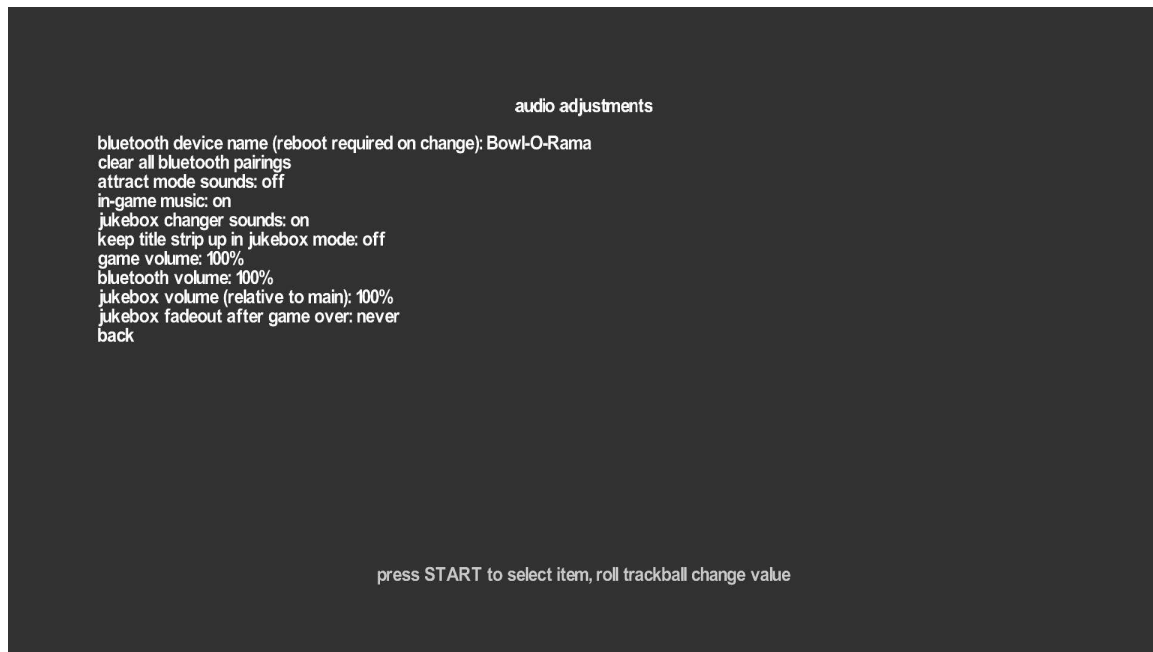 audio adjustments
bluetooth device name (reboot required on change): Bowl-O-Rama
clear all bluetooth pairings
attract mode sounds: off
in-game music: on
jukebox changer sounds: on
keep title strip up in jukebox mode: off
game volume: 100%
bluetooth volume: 100%
jukebox volume (relative to main): 100%
jukebox fadeout after game over: never
back
press START to select item, roll trackball change value